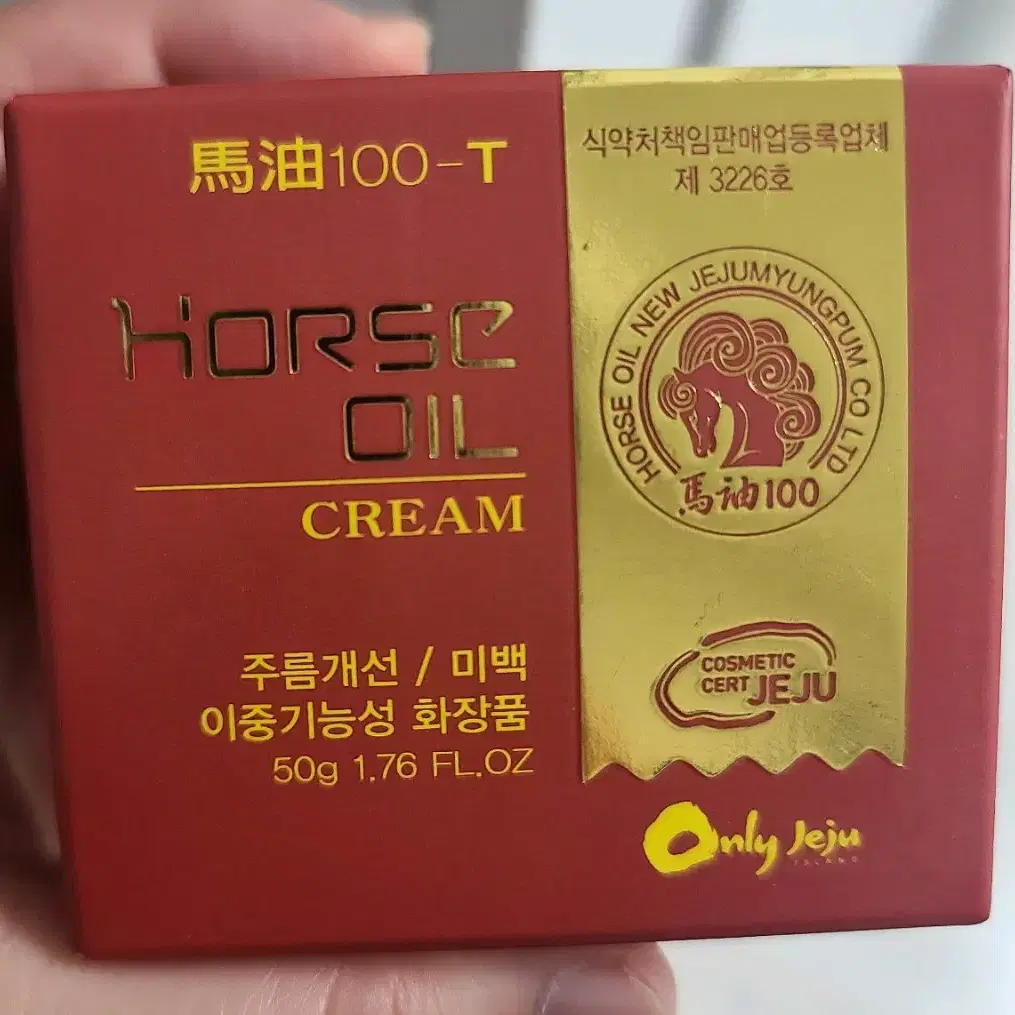 馬油100-T
HORSE
OIL
CREAM
주름개선 / 미백
이중기능성 화장품
50g 1.76 FL.OZ
식약처책임판매업등록업체
제 3226호
HORSE OIL NEW JEJUMYUNGPUM CO LTD
馬油100
COSMETIC
CERT JEJU
Only Jeju
ISLAND